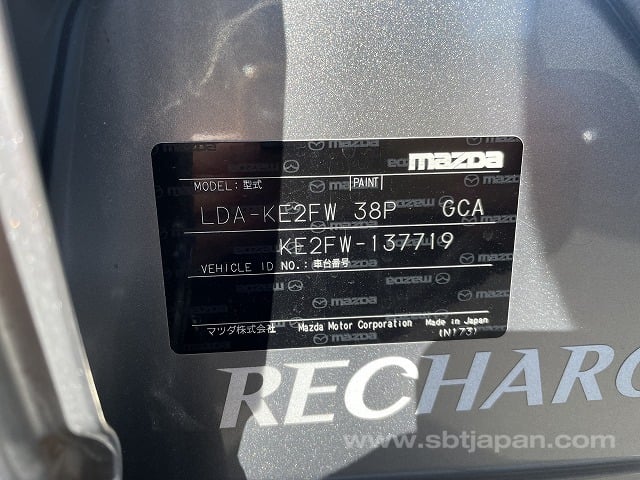 mazda
MODEL:型式 PAINT
LDA-KE2FW 38P GCA
KE2FW-137719
VEHICLE ID NO.:車台番号
マツダ株式会社 Mazda Motor Corporation Made in Japan
(N173)
RECHARG
www.sbtjapan.com